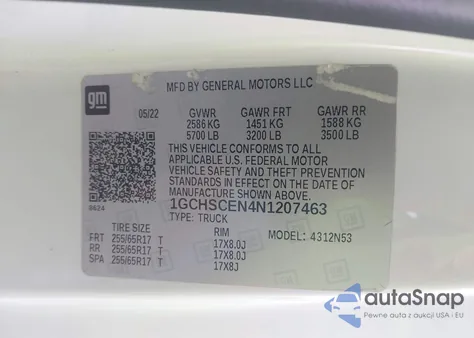 gm
MFD BY GENERAL MOTORS LLC
05/22 GVWR GAWR FRT GAWR RR
2586 KG 1451 KG 1588 KG
5700 LB 3200 LB 3500 LB
THIS VEHICLE CONFORMS TO ALL
APPLICABLE U.S. FEDERAL MOTOR
VEHICLE SAFETY AND THEFT PREVENTION
STANDARDS IN EFFECT ON THE DATE OF
MANUFACTURE SHOWN ABOVE.
0624 1GCHSCEN4N1207463
TYPE: TRUCK
TIRE SIZE RIM MODEL: 4312N53
FRT 255/65R17 T 17X8.0J
RR 255/65R17 T 17X8.0J
SPA 255/65R17 T 17X8J
autoSnap
Pewne auta z aukcji USA i EU